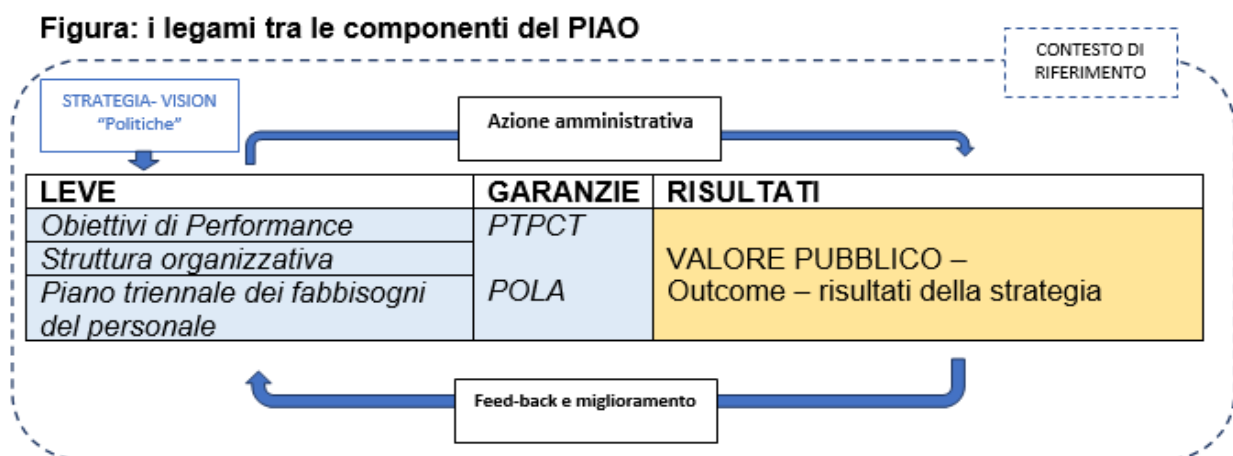 Figura: i legami tra le componenti del PIAO
CONTESTO DI
RIFERIMENTO
STRATEGIA- VISION
“Politiche”
Azione amministrativa
LEVE GARANZIE RISULTATI
Obiettivi di Performance PTPCT
Struttura organizzativa VALORE PUBBLICO –
Piano triennale dei fabbisogni POLA Outcome – risultati della strategia
del personale
Feed-back e miglioramento